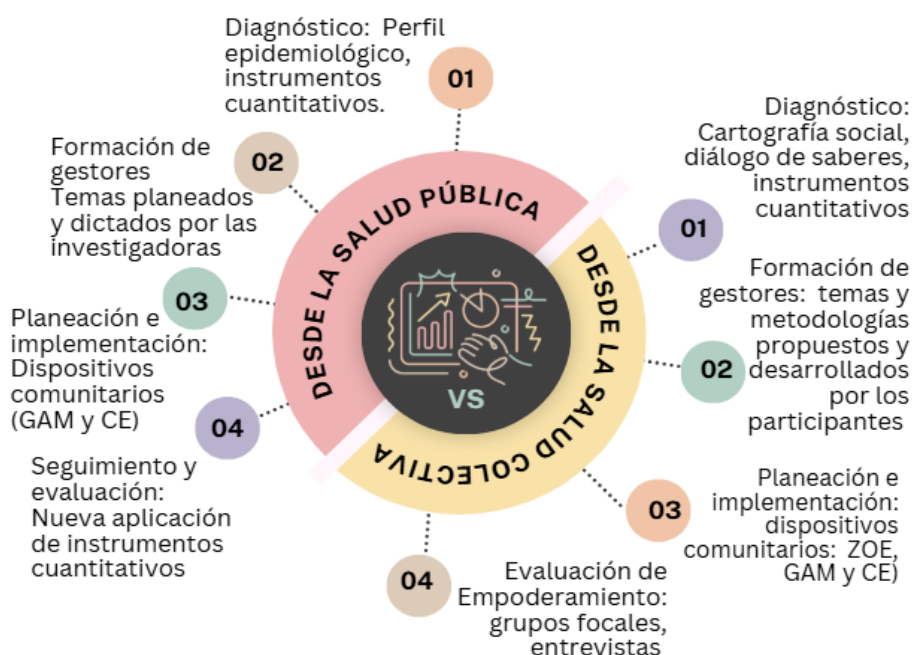 Diagnóstico: Perfil
epidemiológico,
instrumentos
cuantitativos.
01
Formación de
gestores
Temas planeados
y dictados por las
investigadoras
02
Planeación e
implementación:
Dispositivos
comunitarios
(GAM y CE)
03
Seguimiento y
evaluación:
Nueva aplicación
de instrumentos
cuantitativos
04
DESDE LA SALUD PÚBLICA
VS
DESDE LA SALUD COLECTIVA
Diagnóstico:
Cartografía social,
diálogo de saberes,
instrumentos
cuantitativos
01
Formación de
gestores: temas y
metodologías
propuestos y
desarrollados
por los
participantes
02
Planeación e
implementación:
dispositivos
comunitarios: ZOE,
GAM y CE)
03
Evaluación de
Empoderamiento:
grupos focales,
entrevistas
04